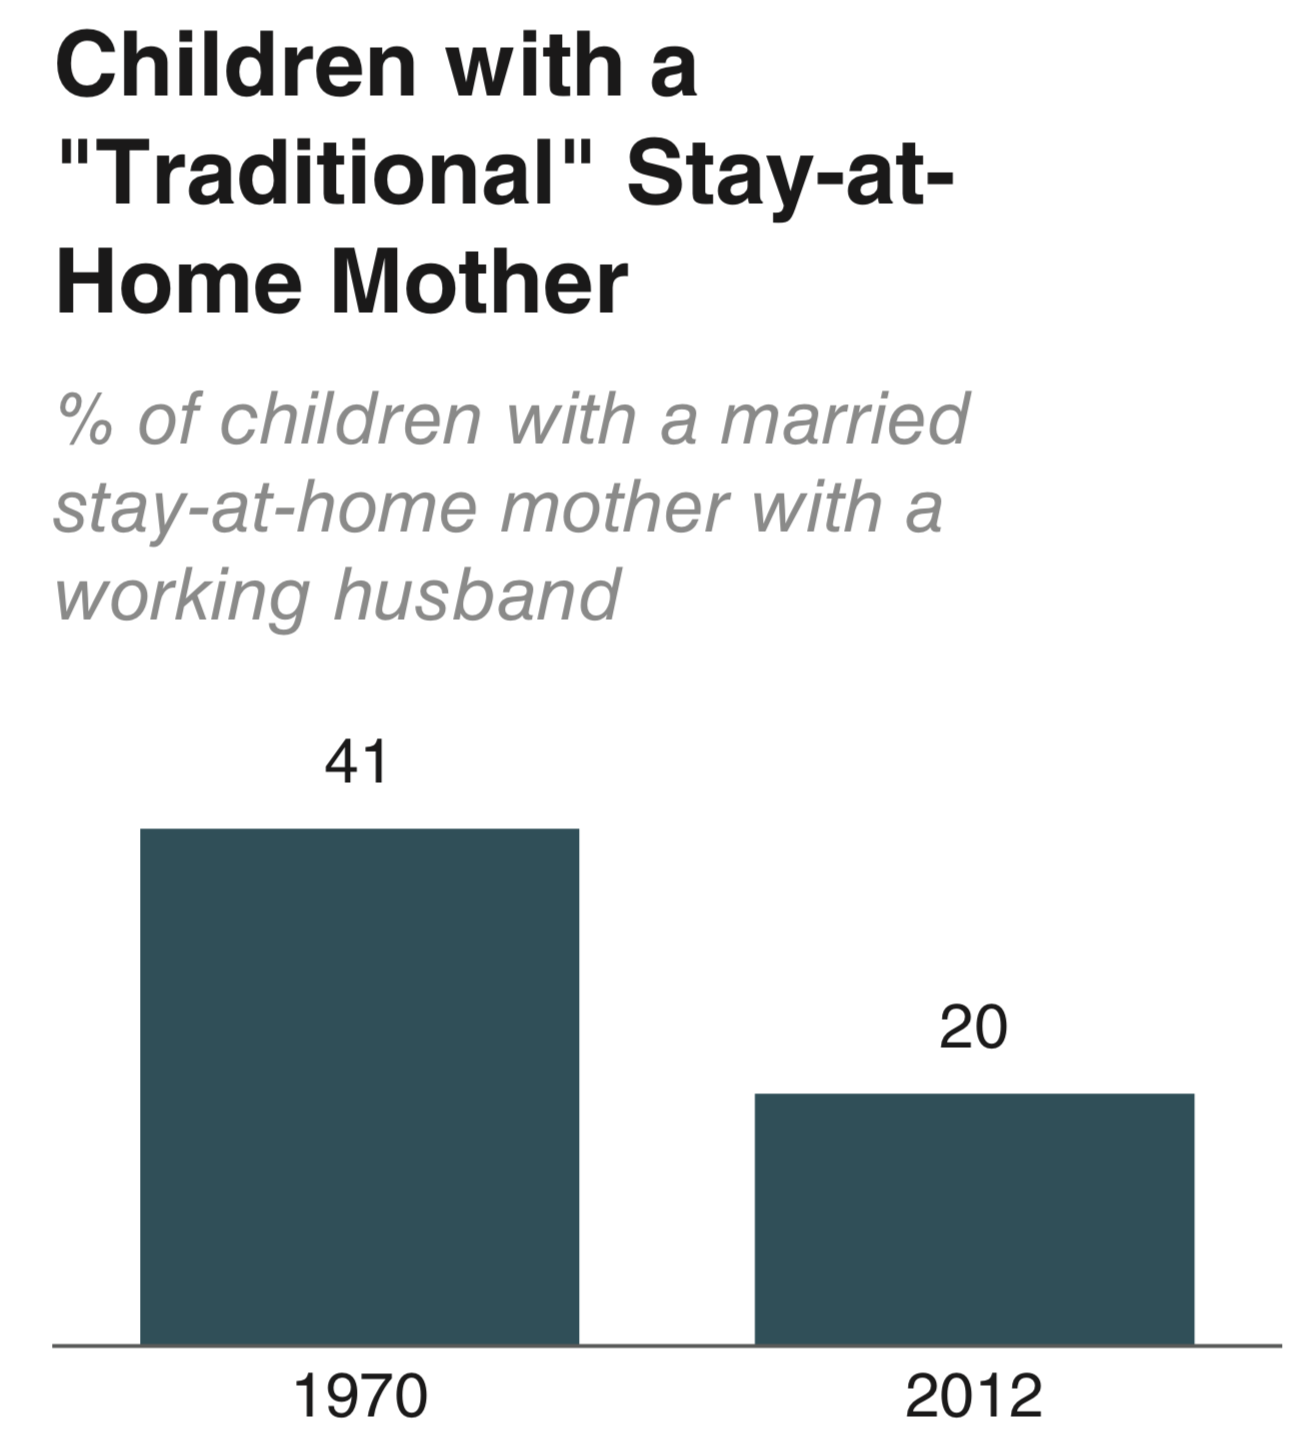 Children with a
"Traditional" Stay-at-
Home Mother
% of children with a married
stay-at-home mother with a
working husband
41
20
1970
2012